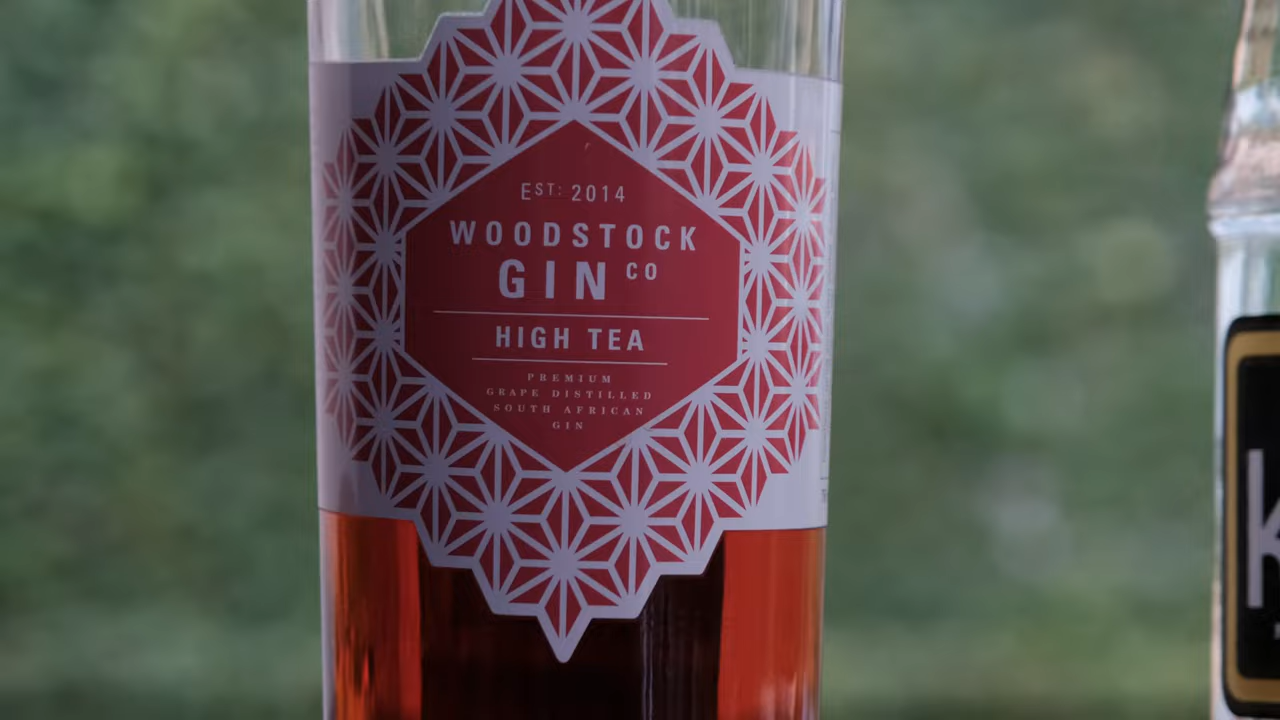 EST: 2014
WOODSTOCK
GIN CO
HIGH TEA
PREMIUM
GRAPE DISTILLED
SOUTH AFRICAN
GIN
K